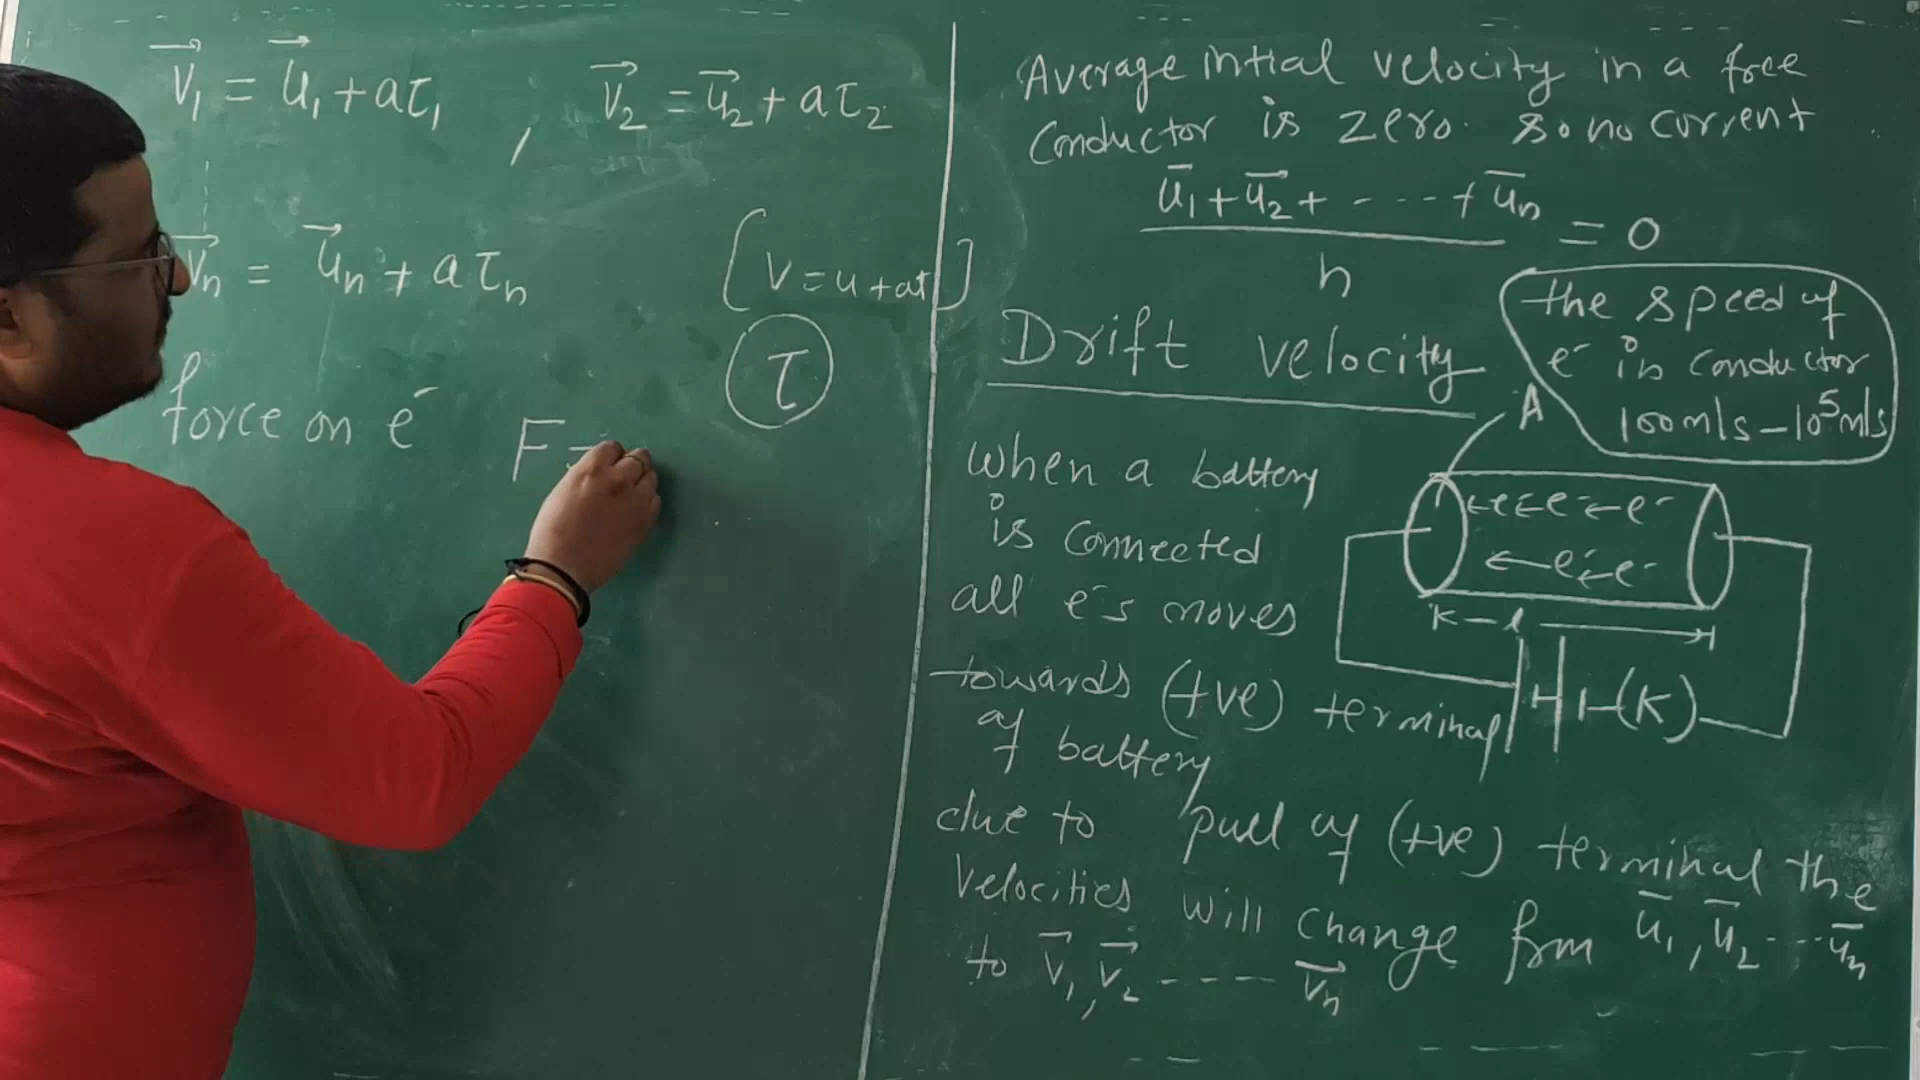 v₁ = u₁ + aτ₁ , v₂ = u₂ + aτ₂
vₙ = uₙ + aτₙ [v = u + at]
τ
force on e⁻ F =
Average initial velocity in a free
conductor is zero. so no current
u₁ + u₂ + - - - - + uₙ
= 0
n
Drift velocity
the speed of
e⁻ in conductor
100 m/s – 10⁵ m/s
A
when a battery
is connected
all e⁻s moves
towards (+ve) terminal
of battery
due to pull of (+ve) terminal the
velocities will change from u₁, u₂ - - - uₙ
to v₁, v₂ - - - - - vₙ
←e ←e⁻ ←e⁻
←e⁻ ←e⁻
l
(K)